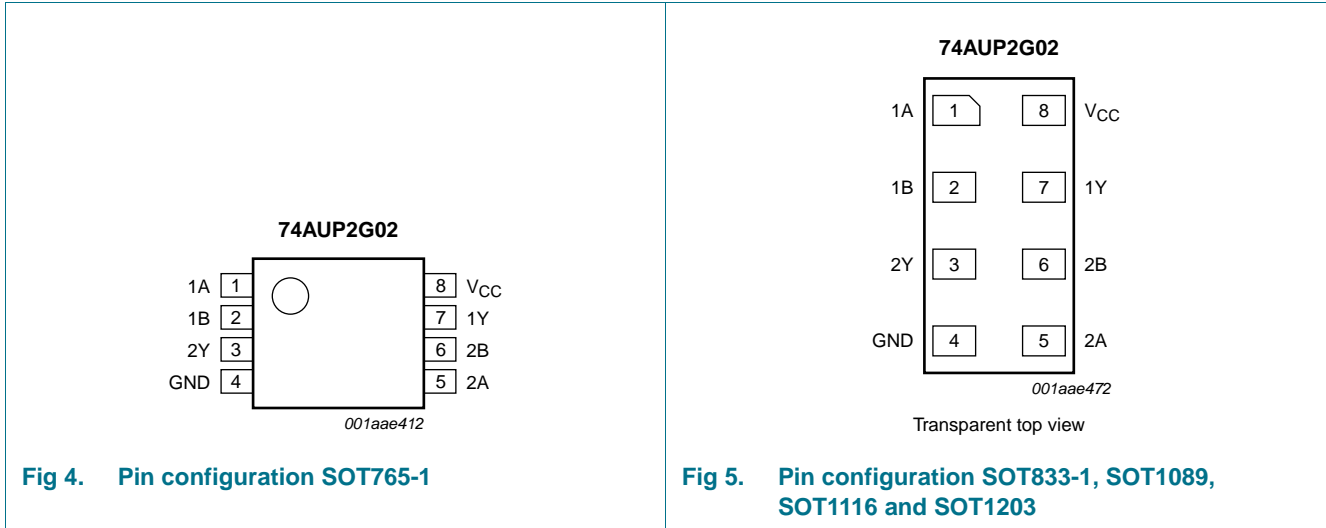 74AUP2G02
1A 1 8 VCC
1B 2 7 1Y
2Y 3 6 2B
GND 4 5 2A
001aae412
Fig 4. Pin configuration SOT765-1
74AUP2G02
1A 1 8 VCC
1B 2 7 1Y
2Y 3 6 2B
GND 4 5 2A
001aae472
Transparent top view
Fig 5. Pin configuration SOT833-1, SOT1089,
SOT1116 and SOT1203